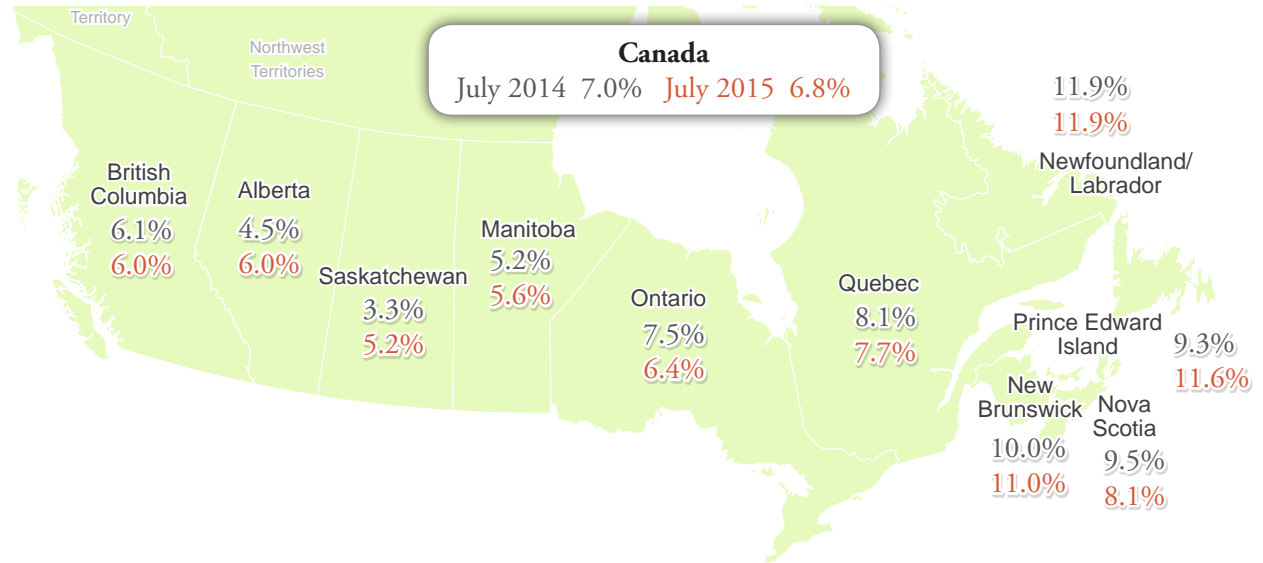 Territory
Northwest
Territories
Canada
July 2014 7.0% July 2015 6.8%
11.9%
11.9%
Newfoundland/
Labrador
British
Columbia
6.1%
6.0%
Alberta
4.5%
6.0%
Saskatchewan
3.3%
5.2%
Manitoba
5.2%
5.6%
Ontario
7.5%
6.4%
Quebec
8.1%
7.7%
Prince Edward
Island
9.3%
11.6%
New
Brunswick
10.0%
11.0%
Nova
Scotia
9.5%
8.1%